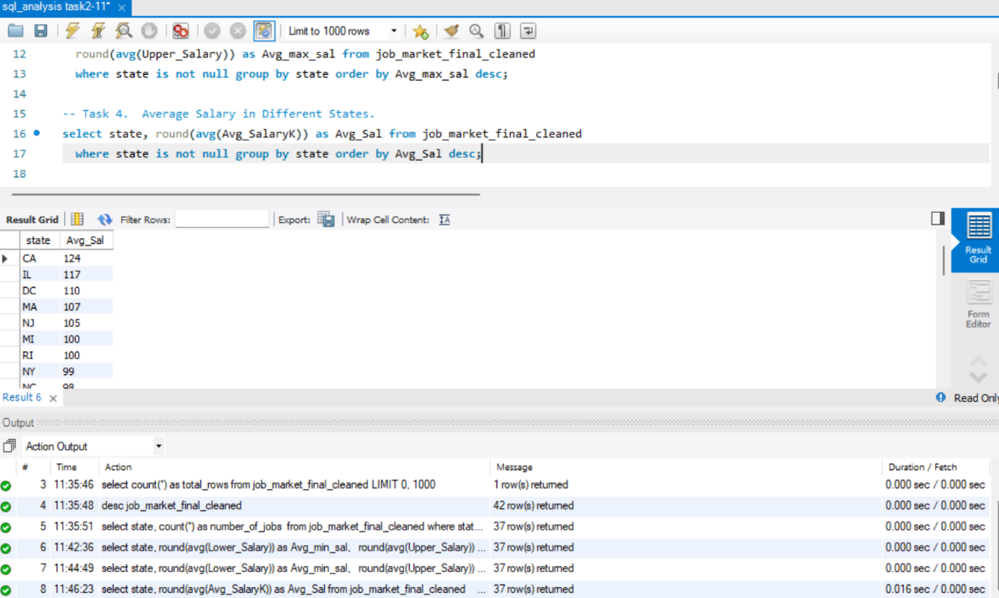 sql_analysis task2-11* ×
Limit to 1000 rows
12 round(avg(Upper_Salary)) as Avg_max_sal from job_market_final_cleaned
13 where state is not null group by state order by Avg_max_sal desc;
14
15 -- Task 4.  Average Salary in Different States.
16 select state, round(avg(Avg_SalaryK)) as Avg_Sal from job_market_final_cleaned
17 where state is not null group by state order by Avg_Sal desc;
18
Result Grid Filter Rows: Export: Wrap Cell Content: IA
state Avg_Sal
CA 124
IL 117
DC 110
MA 107
NJ 105
MI 100
RI 100
NY 99
NC 98
Result Grid
Form Editor
Result 6 × Read Only
Output
Action Output
# Time Action Message Duration / Fetch
3 11:35:46 select count(*) as total_rows from job_market_final_cleaned LIMIT 0, 1000 1 row(s) returned 0.000 sec / 0.000 sec
4 11:35:48 desc job_market_final_cleaned 42 row(s) returned 0.000 sec / 0.000 sec
5 11:35:51 select state, count(*) as number_of_jobs from job_market_final_cleaned where stat... 37 row(s) returned 0.000 sec / 0.000 sec
6 11:42:36 select state, round(avg(Lower_Salary)) as Avg_min_sal, round(avg(Upper_Salary)) ... 37 row(s) returned 0.000 sec / 0.000 sec
7 11:44:49 select state, round(avg(Lower_Salary)) as Avg_min_sal, round(avg(Upper_Salary)) ... 37 row(s) returned 0.000 sec / 0.000 sec
8 11:46:23 select state, round(avg(Avg_SalaryK)) as Avg_Sal from job_market_final_cleaned ... 37 row(s) returned 0.016 sec / 0.000 sec